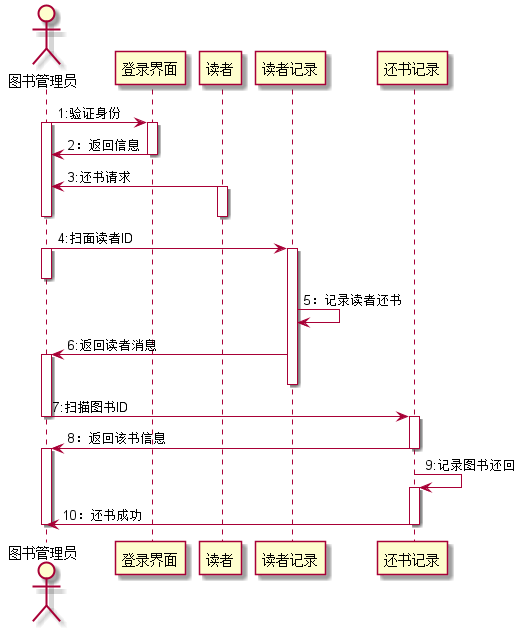 图书管理员
登录界面
读者
读者记录
还书记录
1:验证身份
2：返回信息
3:还书请求
4:扫面读者ID
5：记录读者还书
6:返回读者消息
7:扫描图书ID
8：返回该书信息
9:记录图书还回
10：还书成功
图书管理员
登录界面
读者
读者记录
还书记录